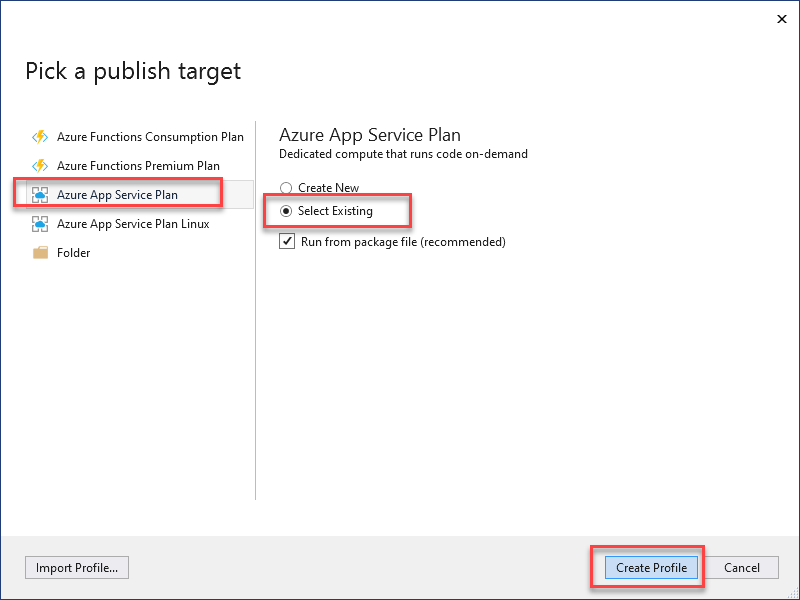 Pick a publish target
Azure Functions Consumption Plan
Azure Functions Premium Plan
Azure App Service Plan
Azure App Service Plan Linux
Folder
Azure App Service Plan
Dedicated compute that runs code on-demand
Create New
Select Existing
Run from package file (recommended)
Import Profile...
Create Profile
Cancel